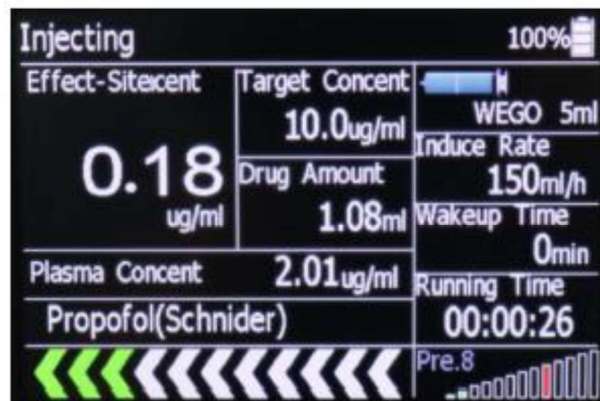 Injecting 100%
Effect-Sitexcent
0.18
ug/ml
Target Concent
10.0ug/ml
Drug Amount
1.08ml
Plasma Concent 2.01ug/ml
Propofol(Schnider)
WEGO 5ml
Induce Rate
150ml/h
Wakeup Time
0min
Running Time
00:00:26
Pre.8